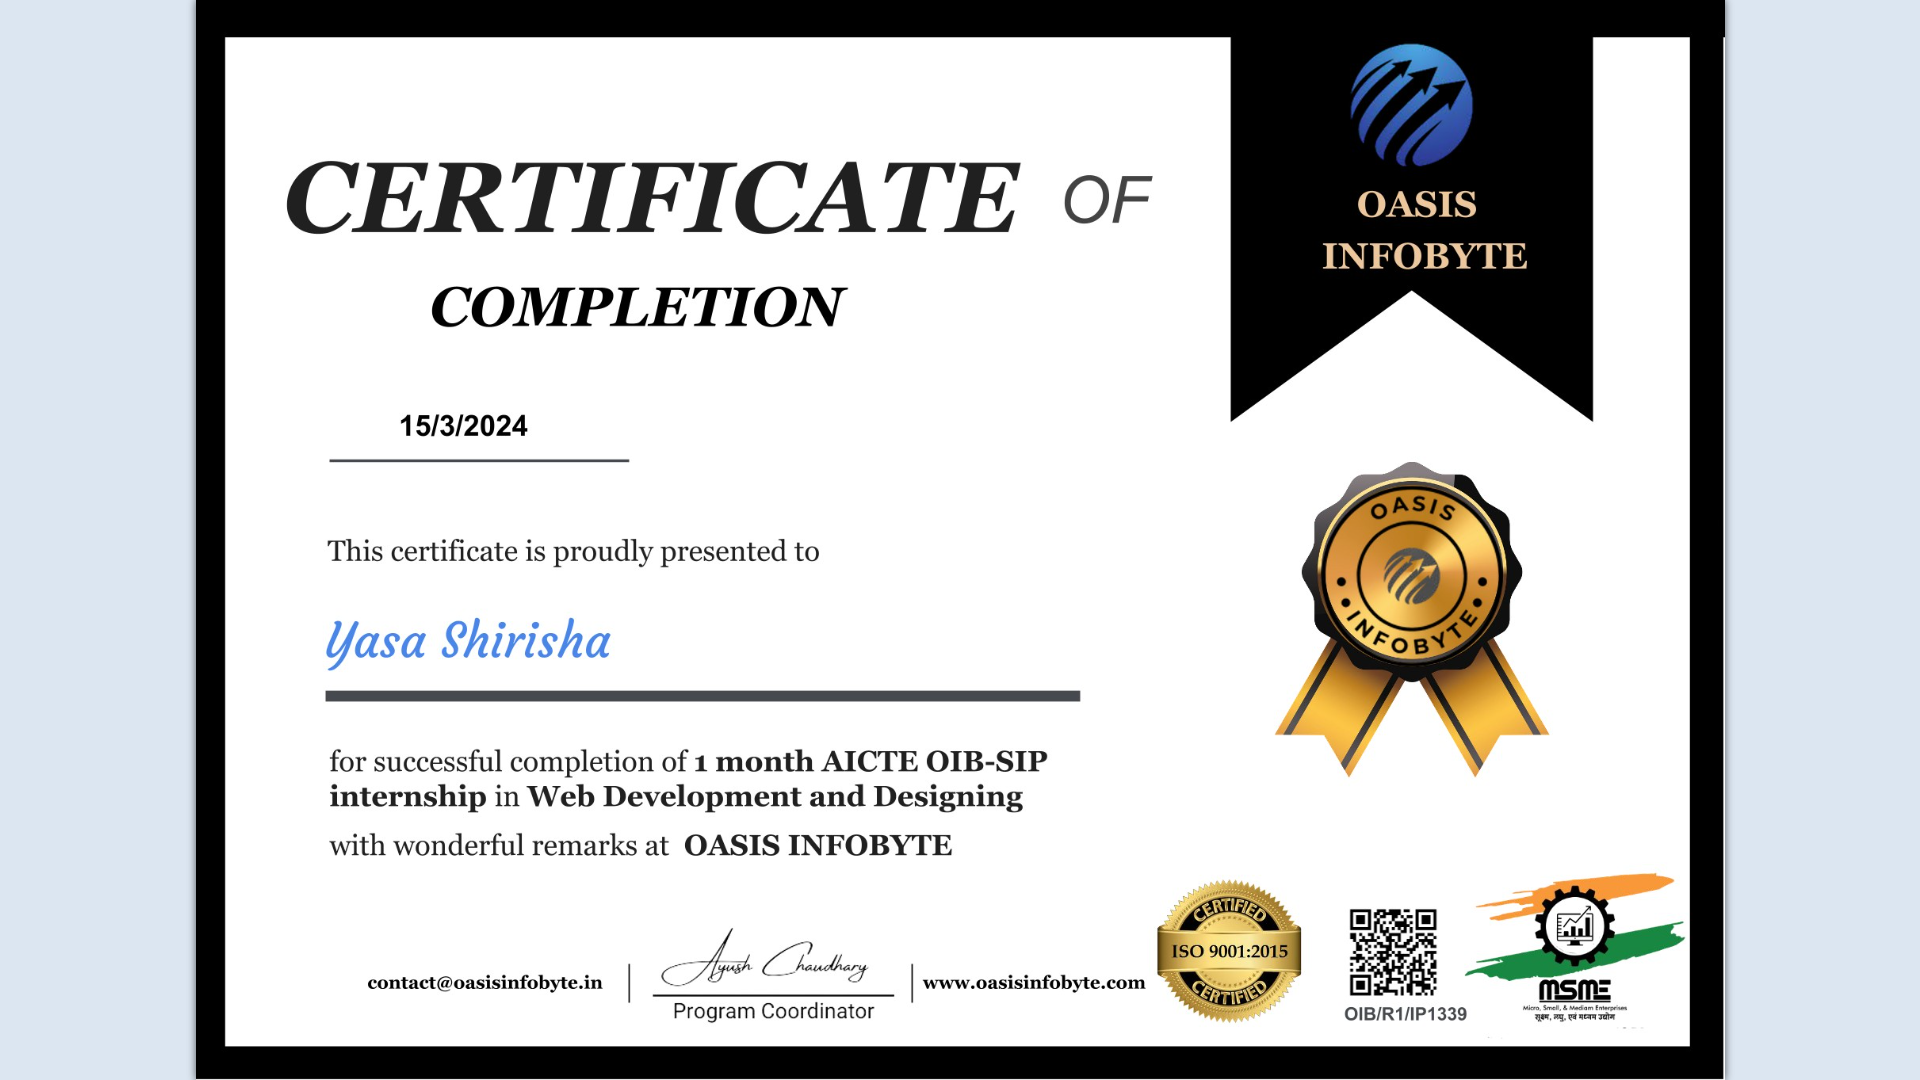 CERTIFICATE OF
COMPLETION
OASIS
INFOBYTE
15/3/2024
This certificate is proudly presented to
Yasa Shirisha
OASIS
INFOBYTE
for successful completion of 1 month AICTE OIB-SIP
internship in Web Development and Designing
with wonderful remarks at OASIS INFOBYTE
contact@oasisinfobyte.in
Ayush Chaudhary
Program Coordinator
www.oasisinfobyte.com
CERTIFIED
ISO 9001:2015
CERTIFIED
OIB/R1/IP1339
MSME
Micro, Small, & Mediam Enterprises
सूक्ष्म, लघु, एवं मध्यम उद्योग